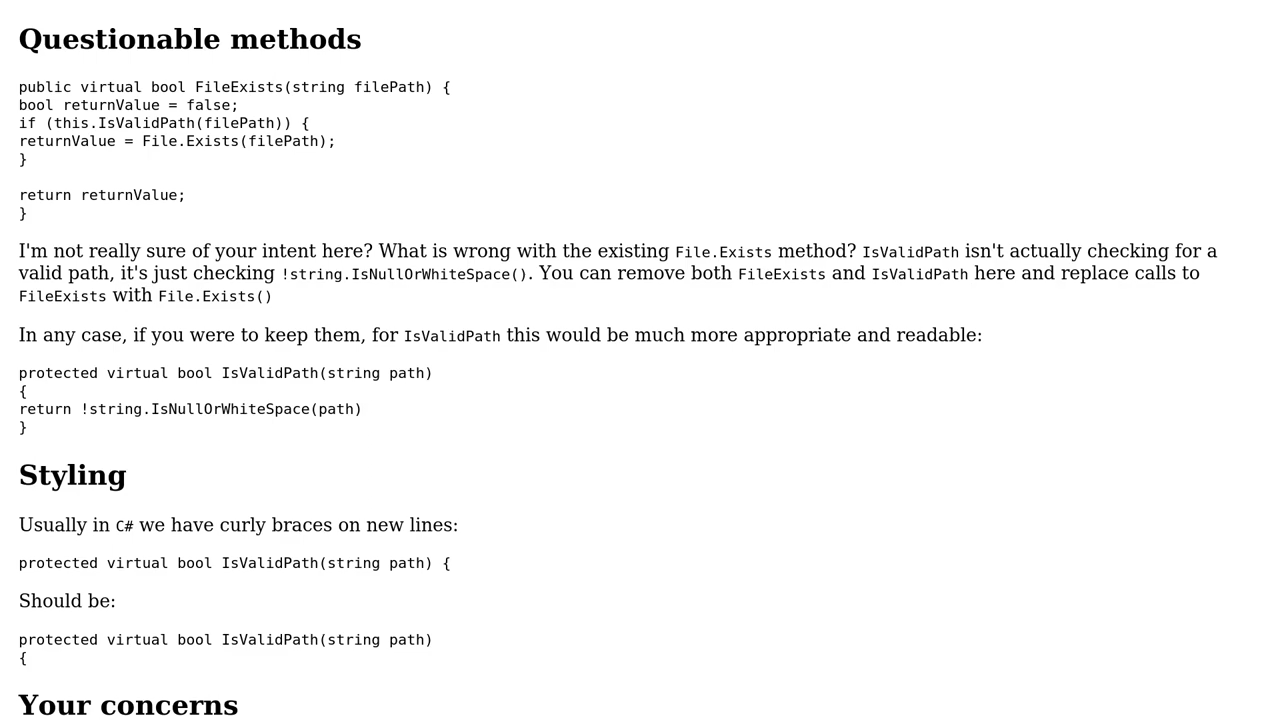 Questionable methods
public virtual bool FileExists(string filePath) {
bool returnValue = false;
if (this.IsValidPath(filePath)) {
returnValue = File.Exists(filePath);
}
return returnValue;
}
I'm not really sure of your intent here? What is wrong with the existing File.Exists method? IsValidPath isn't actually checking for a
valid path, it's just checking !string.IsNullOrWhiteSpace(). You can remove both FileExists and IsValidPath here and replace calls to
FileExists with File.Exists()
In any case, if you were to keep them, for IsValidPath this would be much more appropriate and readable:
protected virtual bool IsValidPath(string path)
{
return !string.IsNullOrWhiteSpace(path)
}
Styling
Usually in C# we have curly braces on new lines:
protected virtual bool IsValidPath(string path) {
Should be:
protected virtual bool IsValidPath(string path)
{
Your concerns